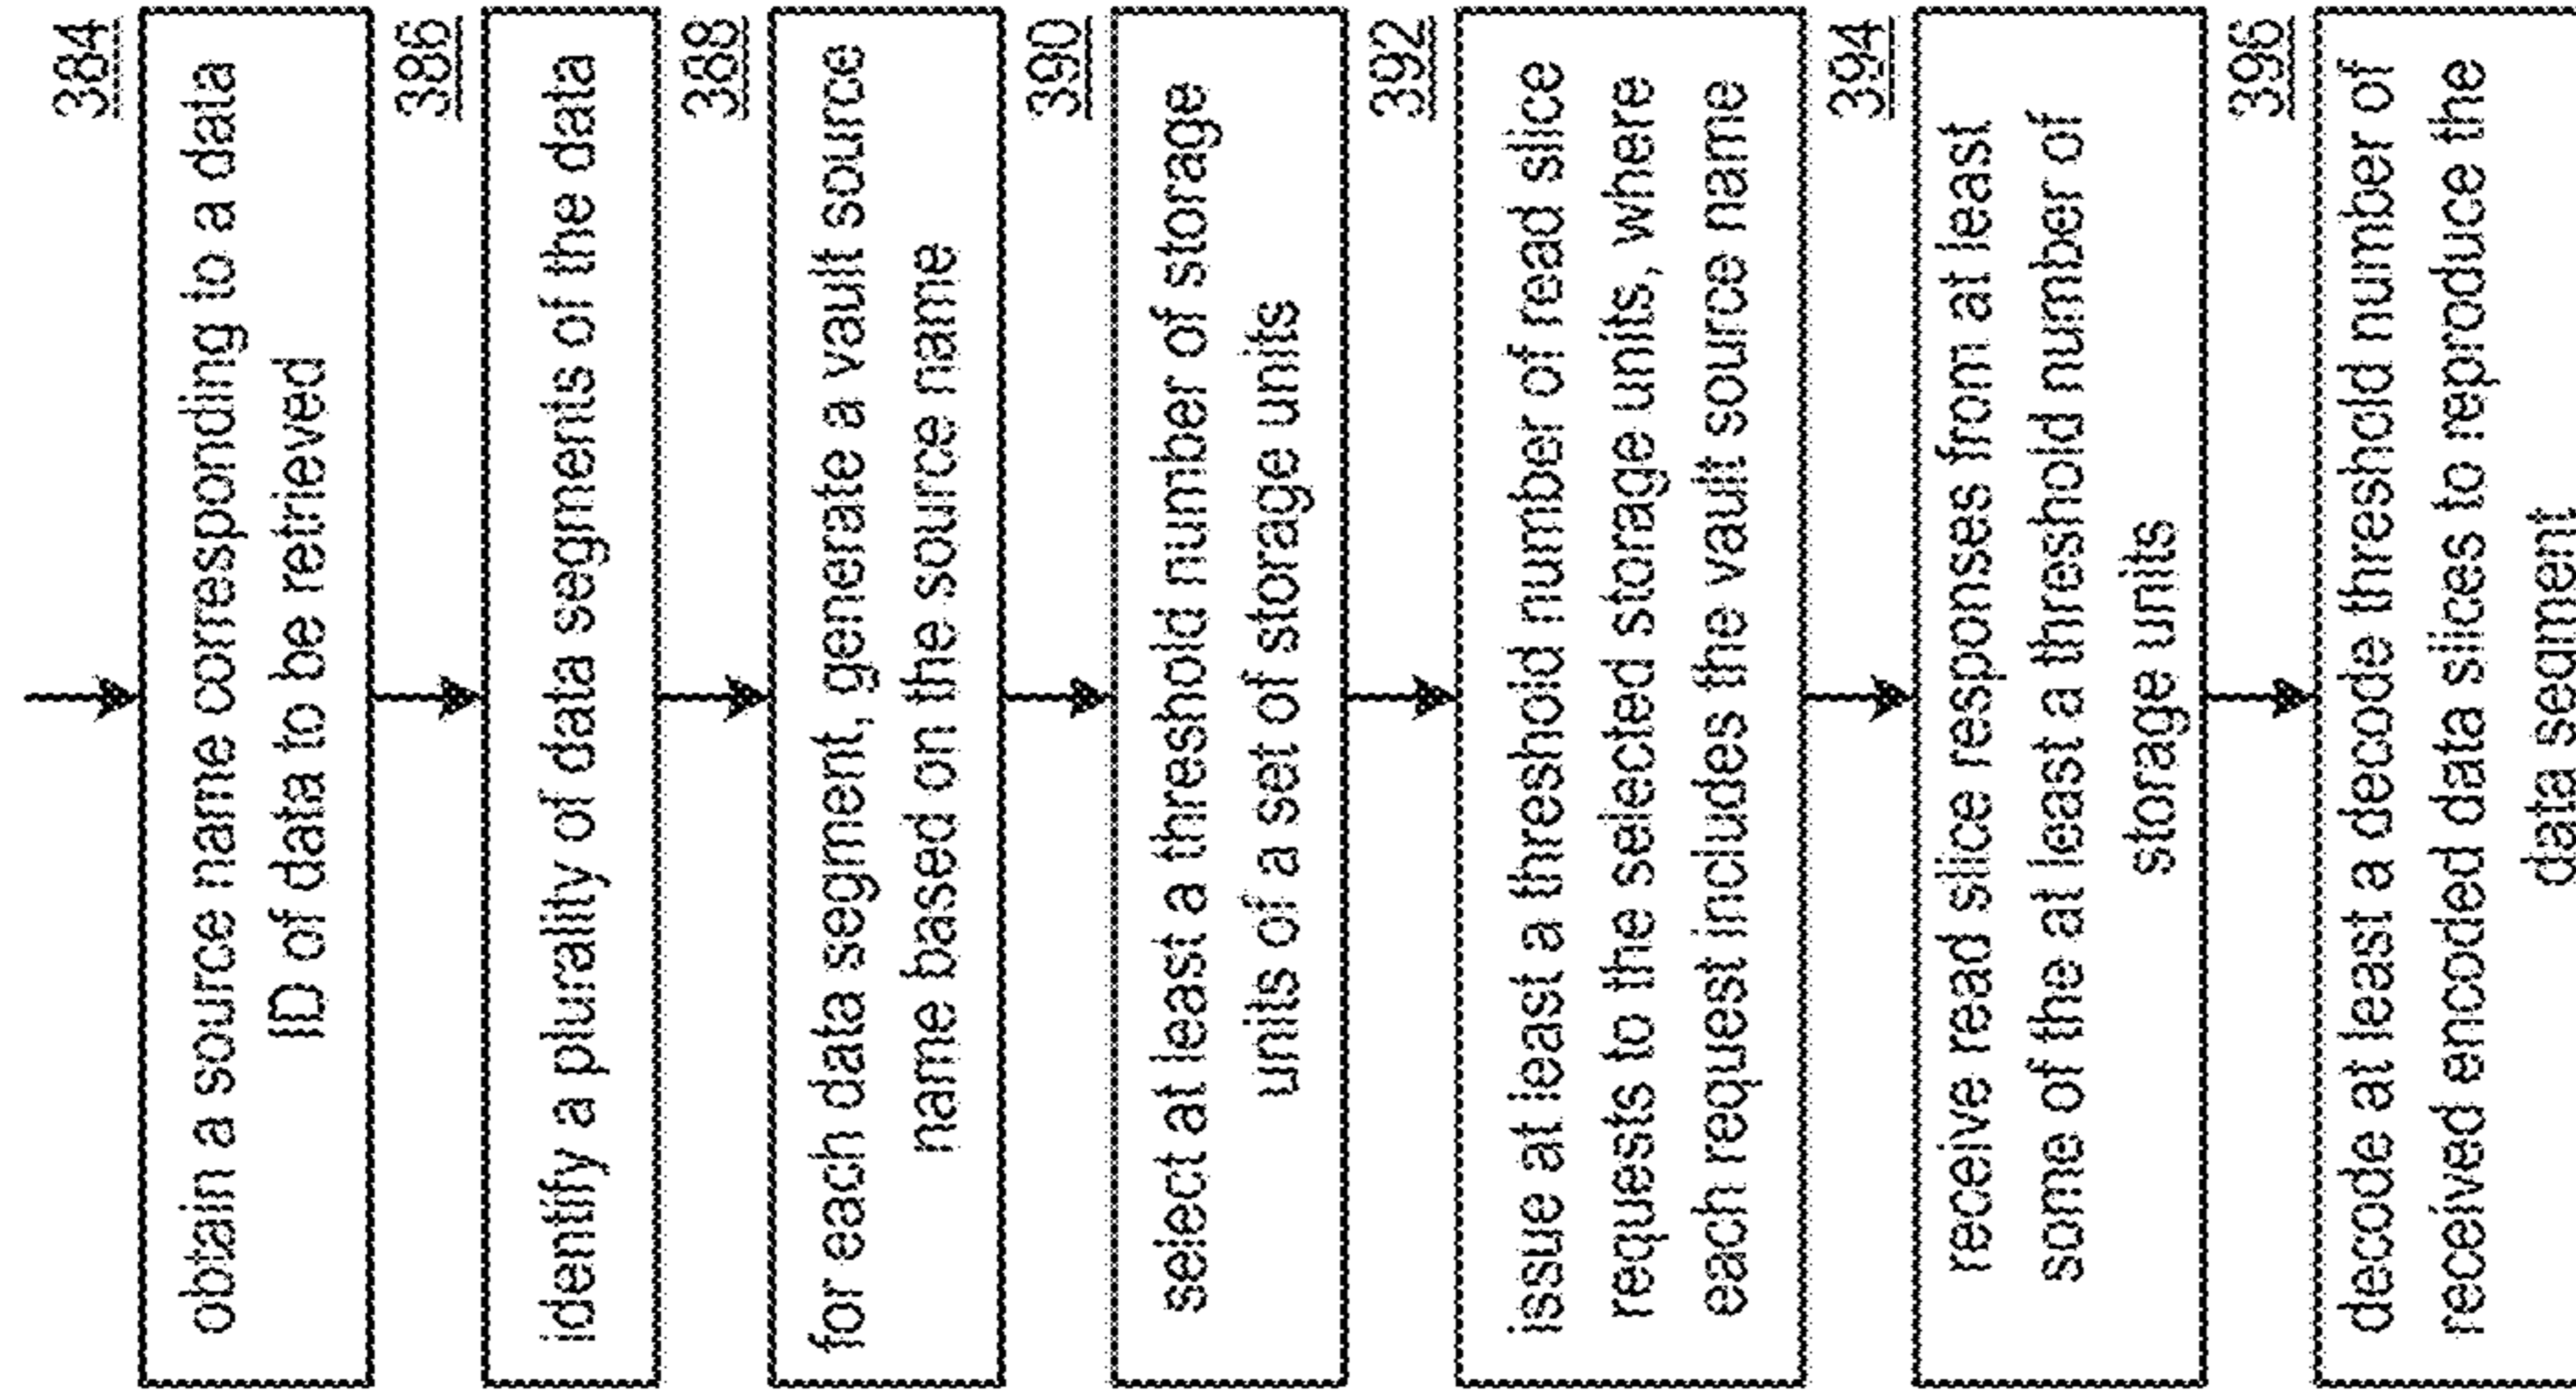 384
obtain a source name corresponding to a data
ID of data to be retrieved
386
identify a plurality of data segments of the data
388
for each data segment, generate a vault source
name based on the source name
390
select at least a threshold number of storage
units of a set of storage units
392
issue at least a threshold number of read slice
requests to the selected storage units, where
each request includes the vault source name
394
receive read slice responses from at least
some of the at least a threshold number of
storage units
396
decode at least a decode threshold number of
received encoded data slices to reproduce the
data segment